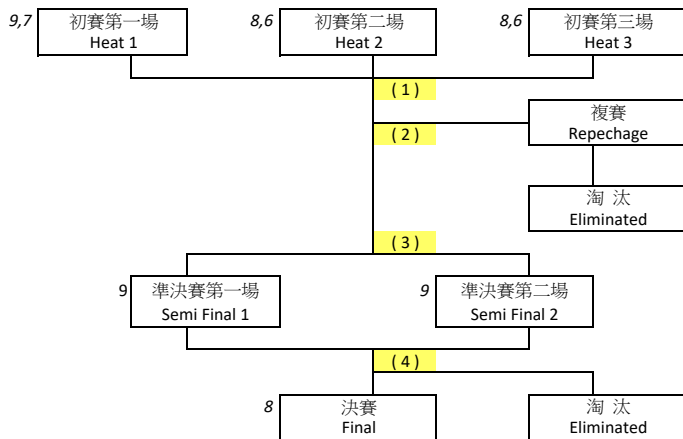 9,7
初賽第一場
Heat 1
8,6
初賽第二場
Heat 2
8,6
初賽第三場
Heat 3
( 1 )
( 2 )
複賽
Repechage
淘 汰
Eliminated
( 3 )
9
準決賽第一場
Semi Final 1
9
準決賽第二場
Semi Final 2
( 4 )
8
決賽
Final
淘 汰
Eliminated